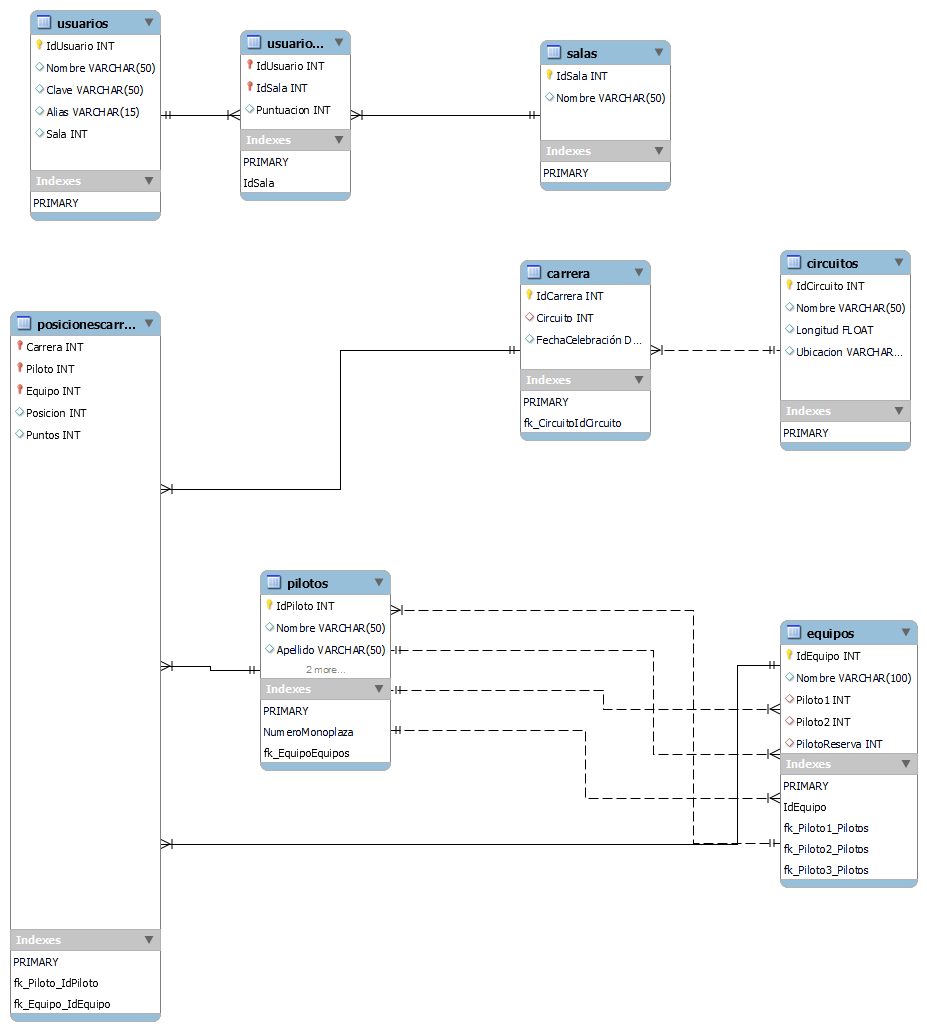 usuarios
IdUsuario INT
Nombre VARCHAR(50)
Clave VARCHAR(50)
Alias VARCHAR(15)
Sala INT
Indexes
PRIMARY
usuario...
IdUsuario INT
IdSala INT
Puntuacion INT
Indexes
PRIMARY
IdSala
salas
IdSala INT
Nombre VARCHAR(50)
Indexes
PRIMARY
carrera
IdCarrera INT
Circuito INT
FechaCelebración D...
Indexes
PRIMARY
fk_CircuitoIdCircuito
circuitos
IdCircuito INT
Nombre VARCHAR(50)
Longitud FLOAT
Ubicacion VARCHAR...
Indexes
PRIMARY
posicionescarr...
Carrera INT
Piloto INT
Equipo INT
Posicion INT
Puntos INT
Indexes
PRIMARY
fk_Piloto_IdPiloto
fk_Equipo_IdEquipo
pilotos
IdPiloto INT
Nombre VARCHAR(50)
Apellido VARCHAR(50)
2 more...
Indexes
PRIMARY
NumeroMonoplaza
fk_EquipoEquipos
equipos
IdEquipo INT
Nombre VARCHAR(100)
Piloto1 INT
Piloto2 INT
PilotoReserva INT
Indexes
PRIMARY
IdEquipo
fk_Piloto1_Pilotos
fk_Piloto2_Pilotos
fk_Piloto3_Pilotos